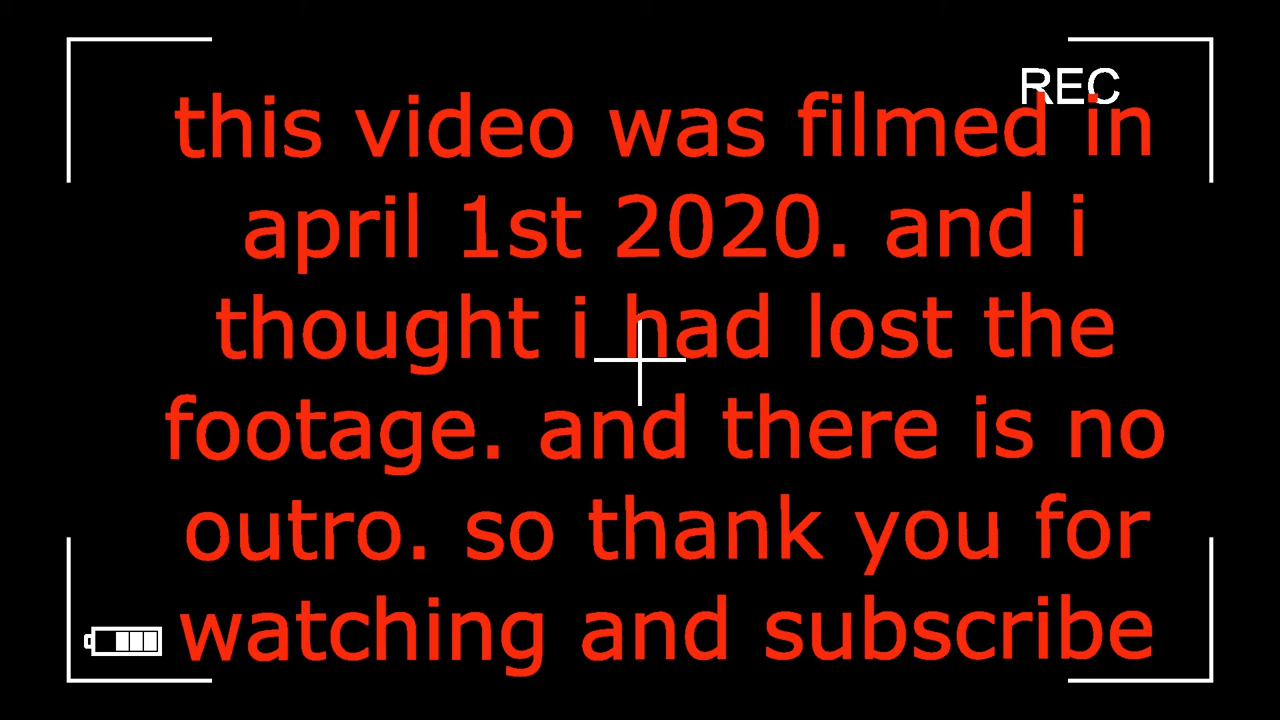 REC
this video was filmed in
april 1st 2020. and i
thought i had lost the
footage. and there is no
outro. so thank you for
watching and subscribe